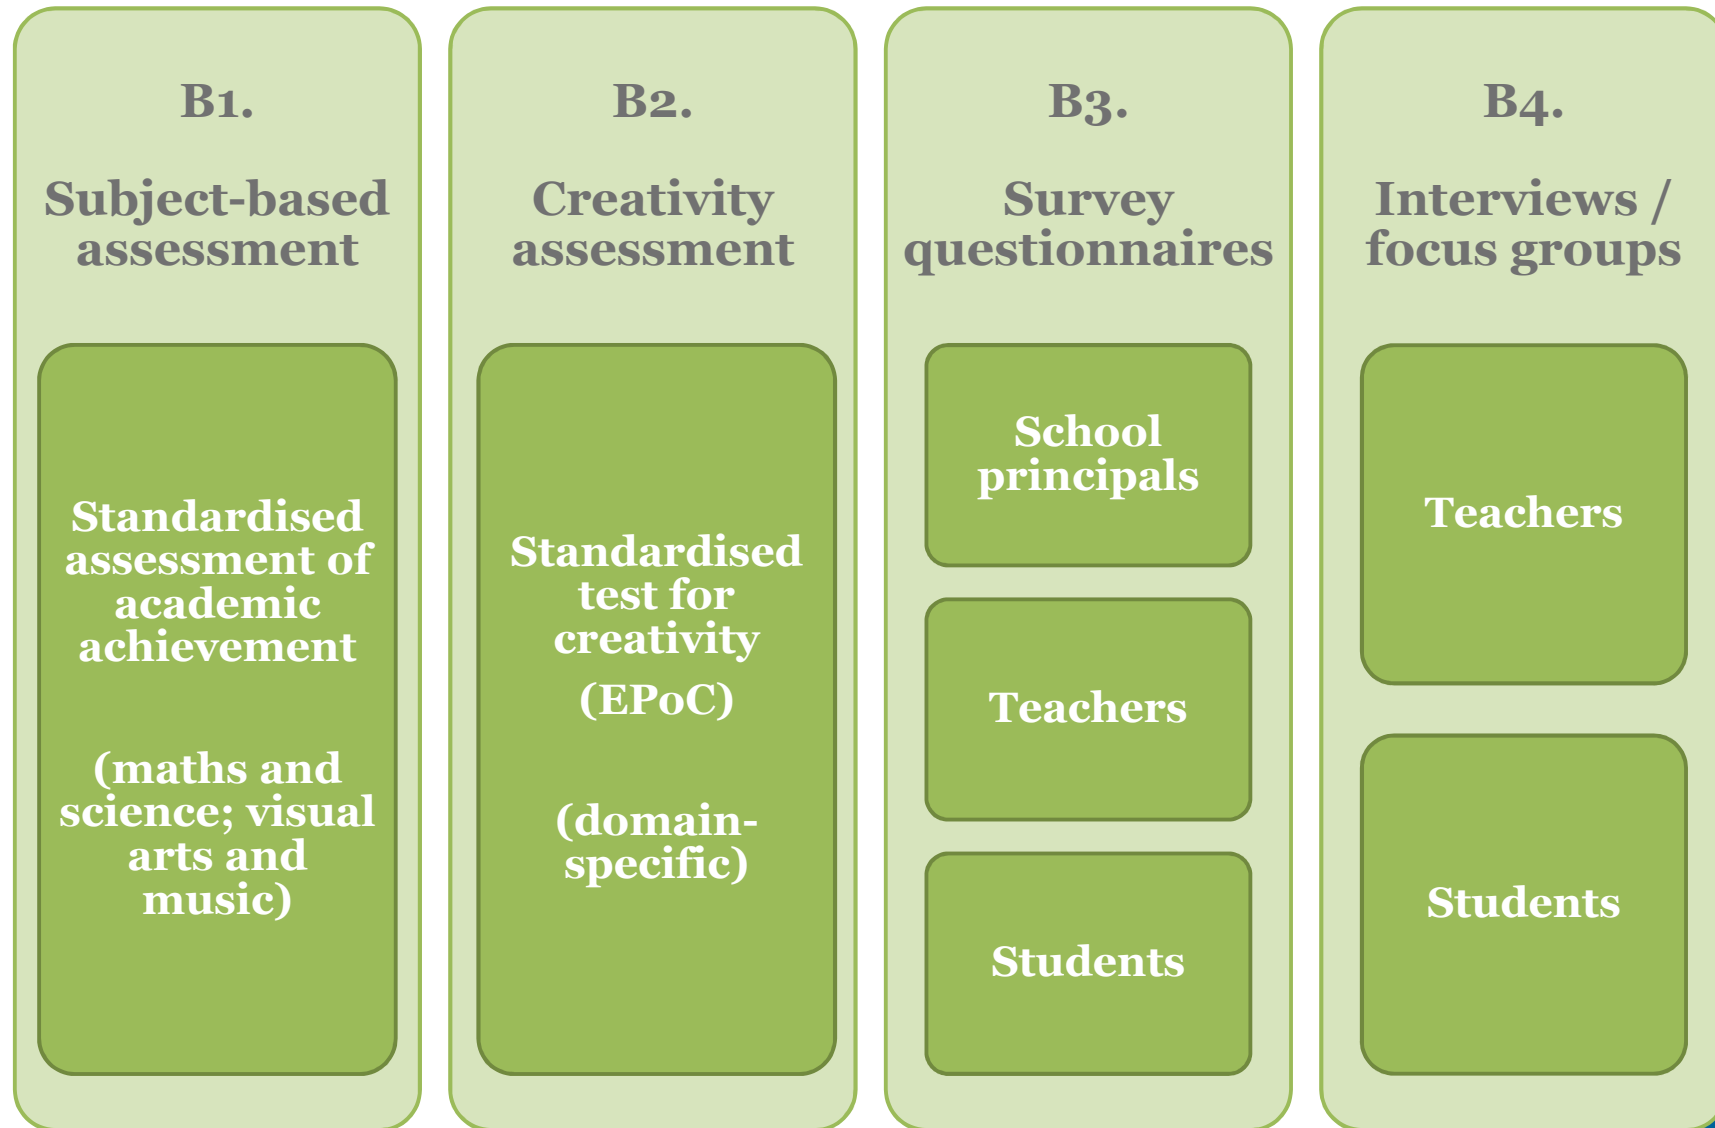 B1.
Subject-based
assessment
Standardised
assessment of
academic
achievement
(maths and
science; visual
arts and
music)
B2.
Creativity
assessment
Standardised
test for
creativity
(EPoC)
(domain-
specific)
B3.
Survey
questionnaires
School
principals
Teachers
Students
B4.
Interviews /
focus groups
Teachers
Students